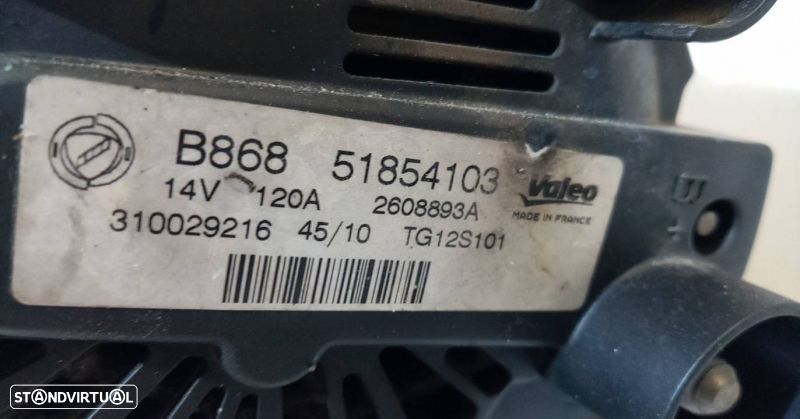 B868 51854103
14V 120A 2608893A
Valeo
MADE IN FRANCE
310029216 45/10 TG12S101
+
STANDVIRTUAL